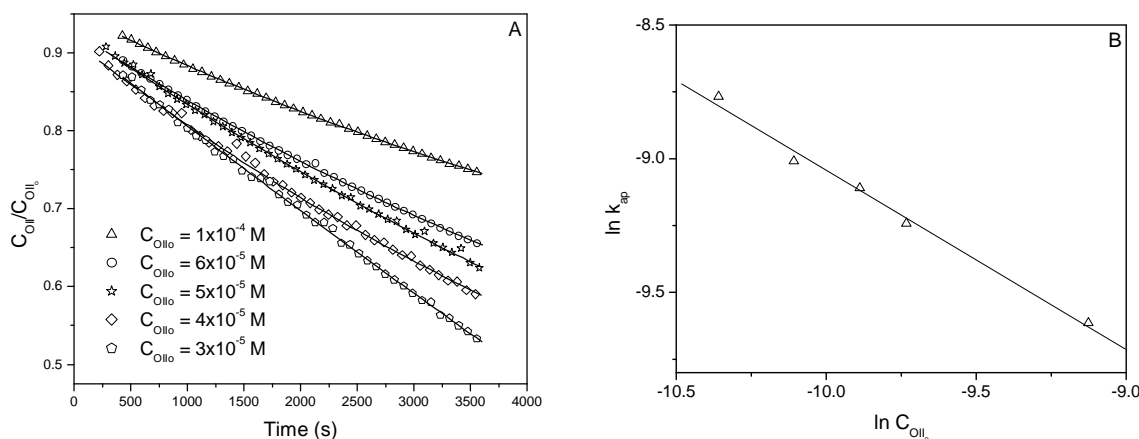 A
0.9
0.8
0.7
0.6
0.5
C_OII/C_OII₀
△ C_OIIo = 1x10⁻⁴ M
○ C_OIIo = 6x10⁻⁵ M
☆ C_OIIo = 5x10⁻⁵ M
◇ C_OIIo = 4x10⁻⁵ M
⬠ C_OIIo = 3x10⁻⁵ M
0 500 1000 1500 2000 2500 3000 3500 4000
Time (s)
B
-8.5
-9.0
-9.5
ln k_ap
-10.5 -10.0 -9.5 -9.0
ln C_OII₀